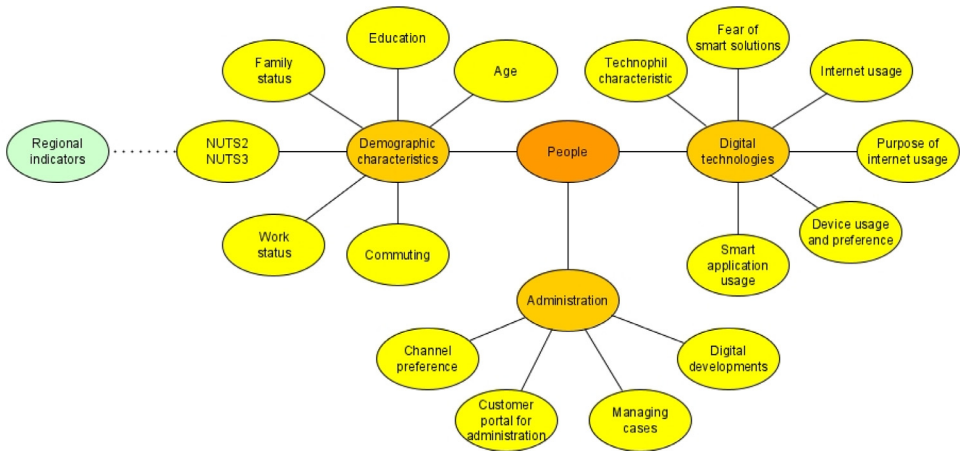 Education
Fear of
smart solutions
Family
status
Age
Technophil
characteristic
Internet usage
Regional
indicators
NUTS2
NUTS3
Demographic
characteristics
People
Digital
technologies
Purpose of
internet usage
Work
status
Commuting
Smart
application
usage
Device usage
and preference
Administration
Channel
preference
Digital
developments
Customer
portal for
administration
Managing
cases